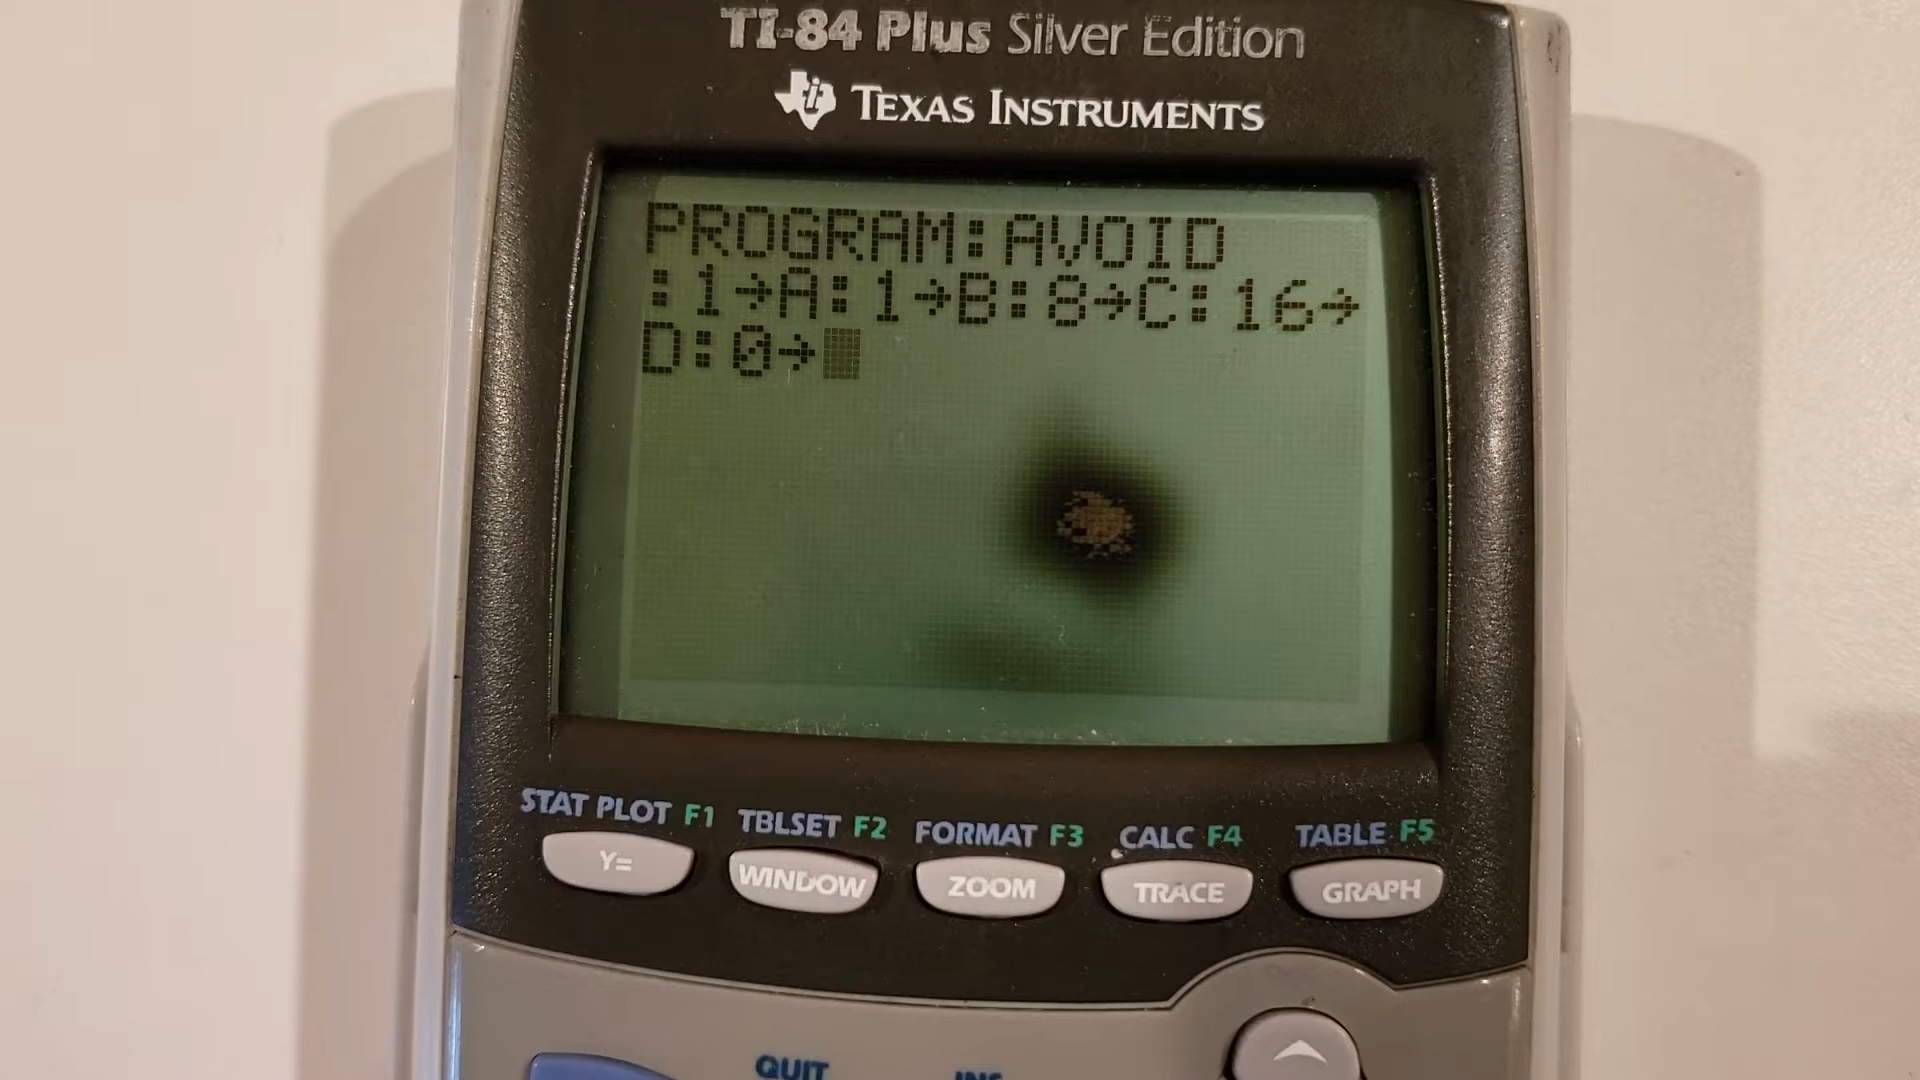 TI-84 Plus Silver Edition
TEXAS INSTRUMENTS
PROGRAM:AVOID
:1→A:1→B:8→C:16→
D:0→
STAT PLOT F1 TBLSET F2 FORMAT F3 CALC F4 TABLE F5
Y= WINDOW ZOOM TRACE GRAPH
QUIT INS